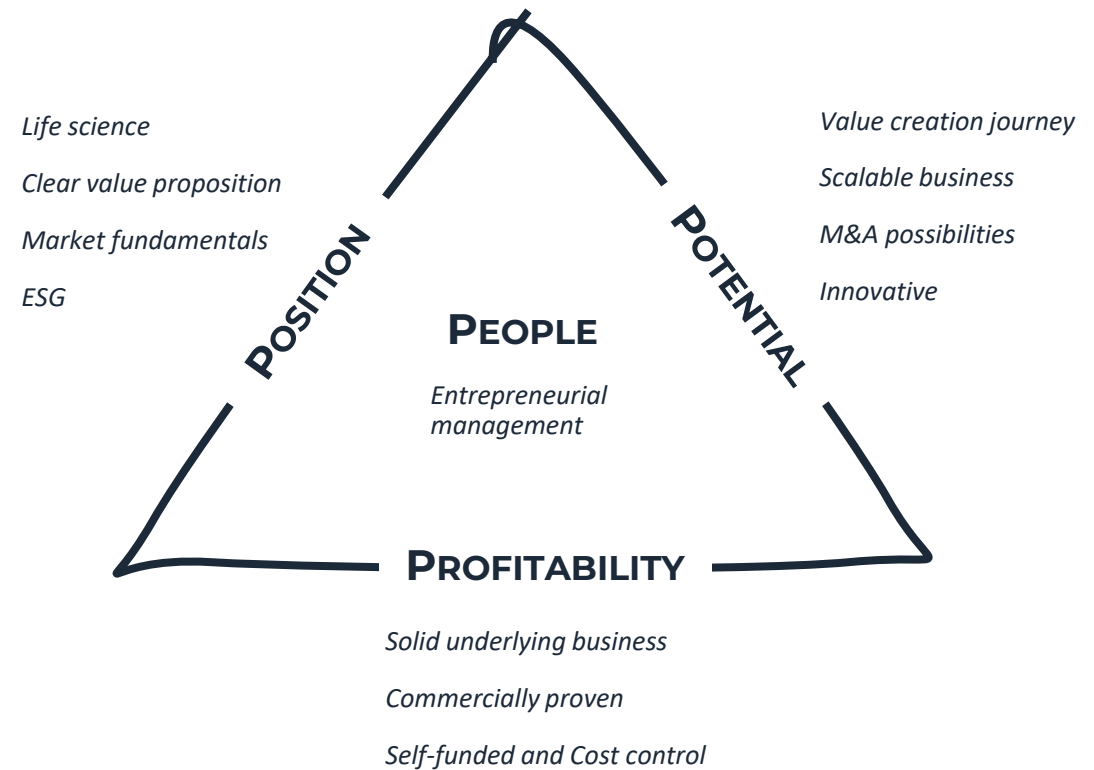 Life science
Clear value proposition
Market fundamentals
ESG
POSITION
Value creation journey
Scalable business
M&A possibilities
Innovative
POTENTIAL
PEOPLE
Entrepreneurial
management
PROFITABILITY
Solid underlying business
Commercially proven
Self-funded and Cost control